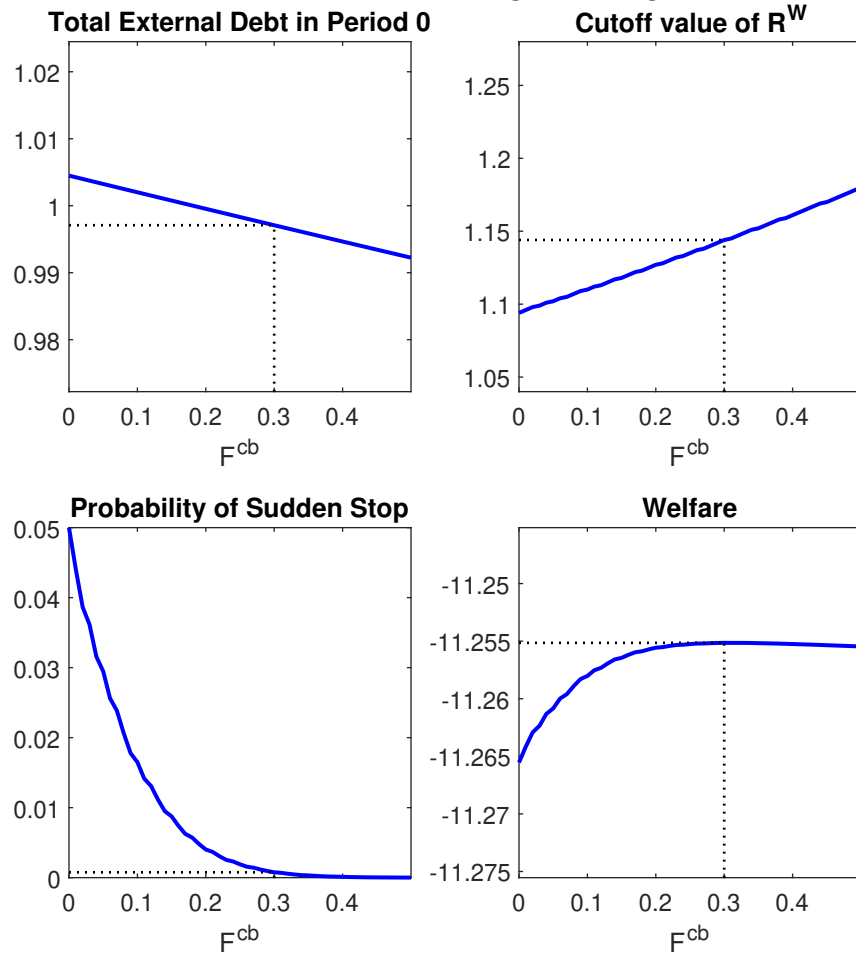 Total External Debt in Period 0
1.02
1.01
1
0.99
0.98
0 0.1 0.2 0.3 0.4
F^cb
Cutoff value of R^W
1.25
1.2
1.15
1.1
1.05
0 0.1 0.2 0.3 0.4
F^cb
Probability of Sudden Stop
0.05
0.04
0.03
0.02
0.01
0
0 0.1 0.2 0.3 0.4
F^cb
Welfare
-11.25
-11.255
-11.26
-11.265
-11.27
-11.275
0 0.1 0.2 0.3 0.4
F^cb